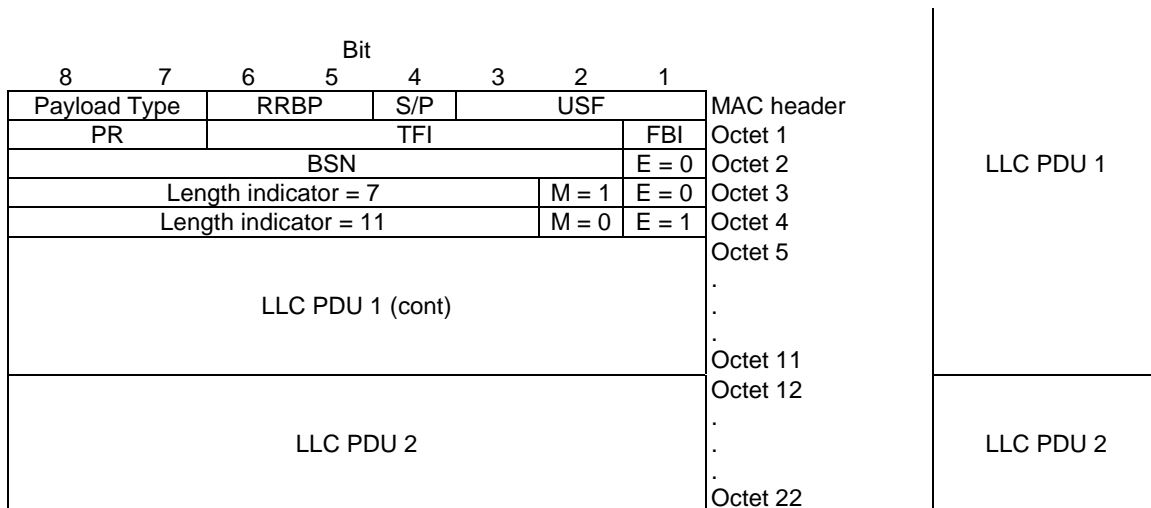 Bit
8 7 6 5 4 3 2 1
Payload Type RRBP S/P USF MAC header
PR TFI FBI Octet 1
BSN E = 0 Octet 2 LLC PDU 1
Length indicator = 7 M = 1 E = 0 Octet 3
Length indicator = 11 M = 0 E = 1 Octet 4
Octet 5
.
LLC PDU 1 (cont) .
.
Octet 11
Octet 12
.
LLC PDU 2 . LLC PDU 2
.
Octet 22